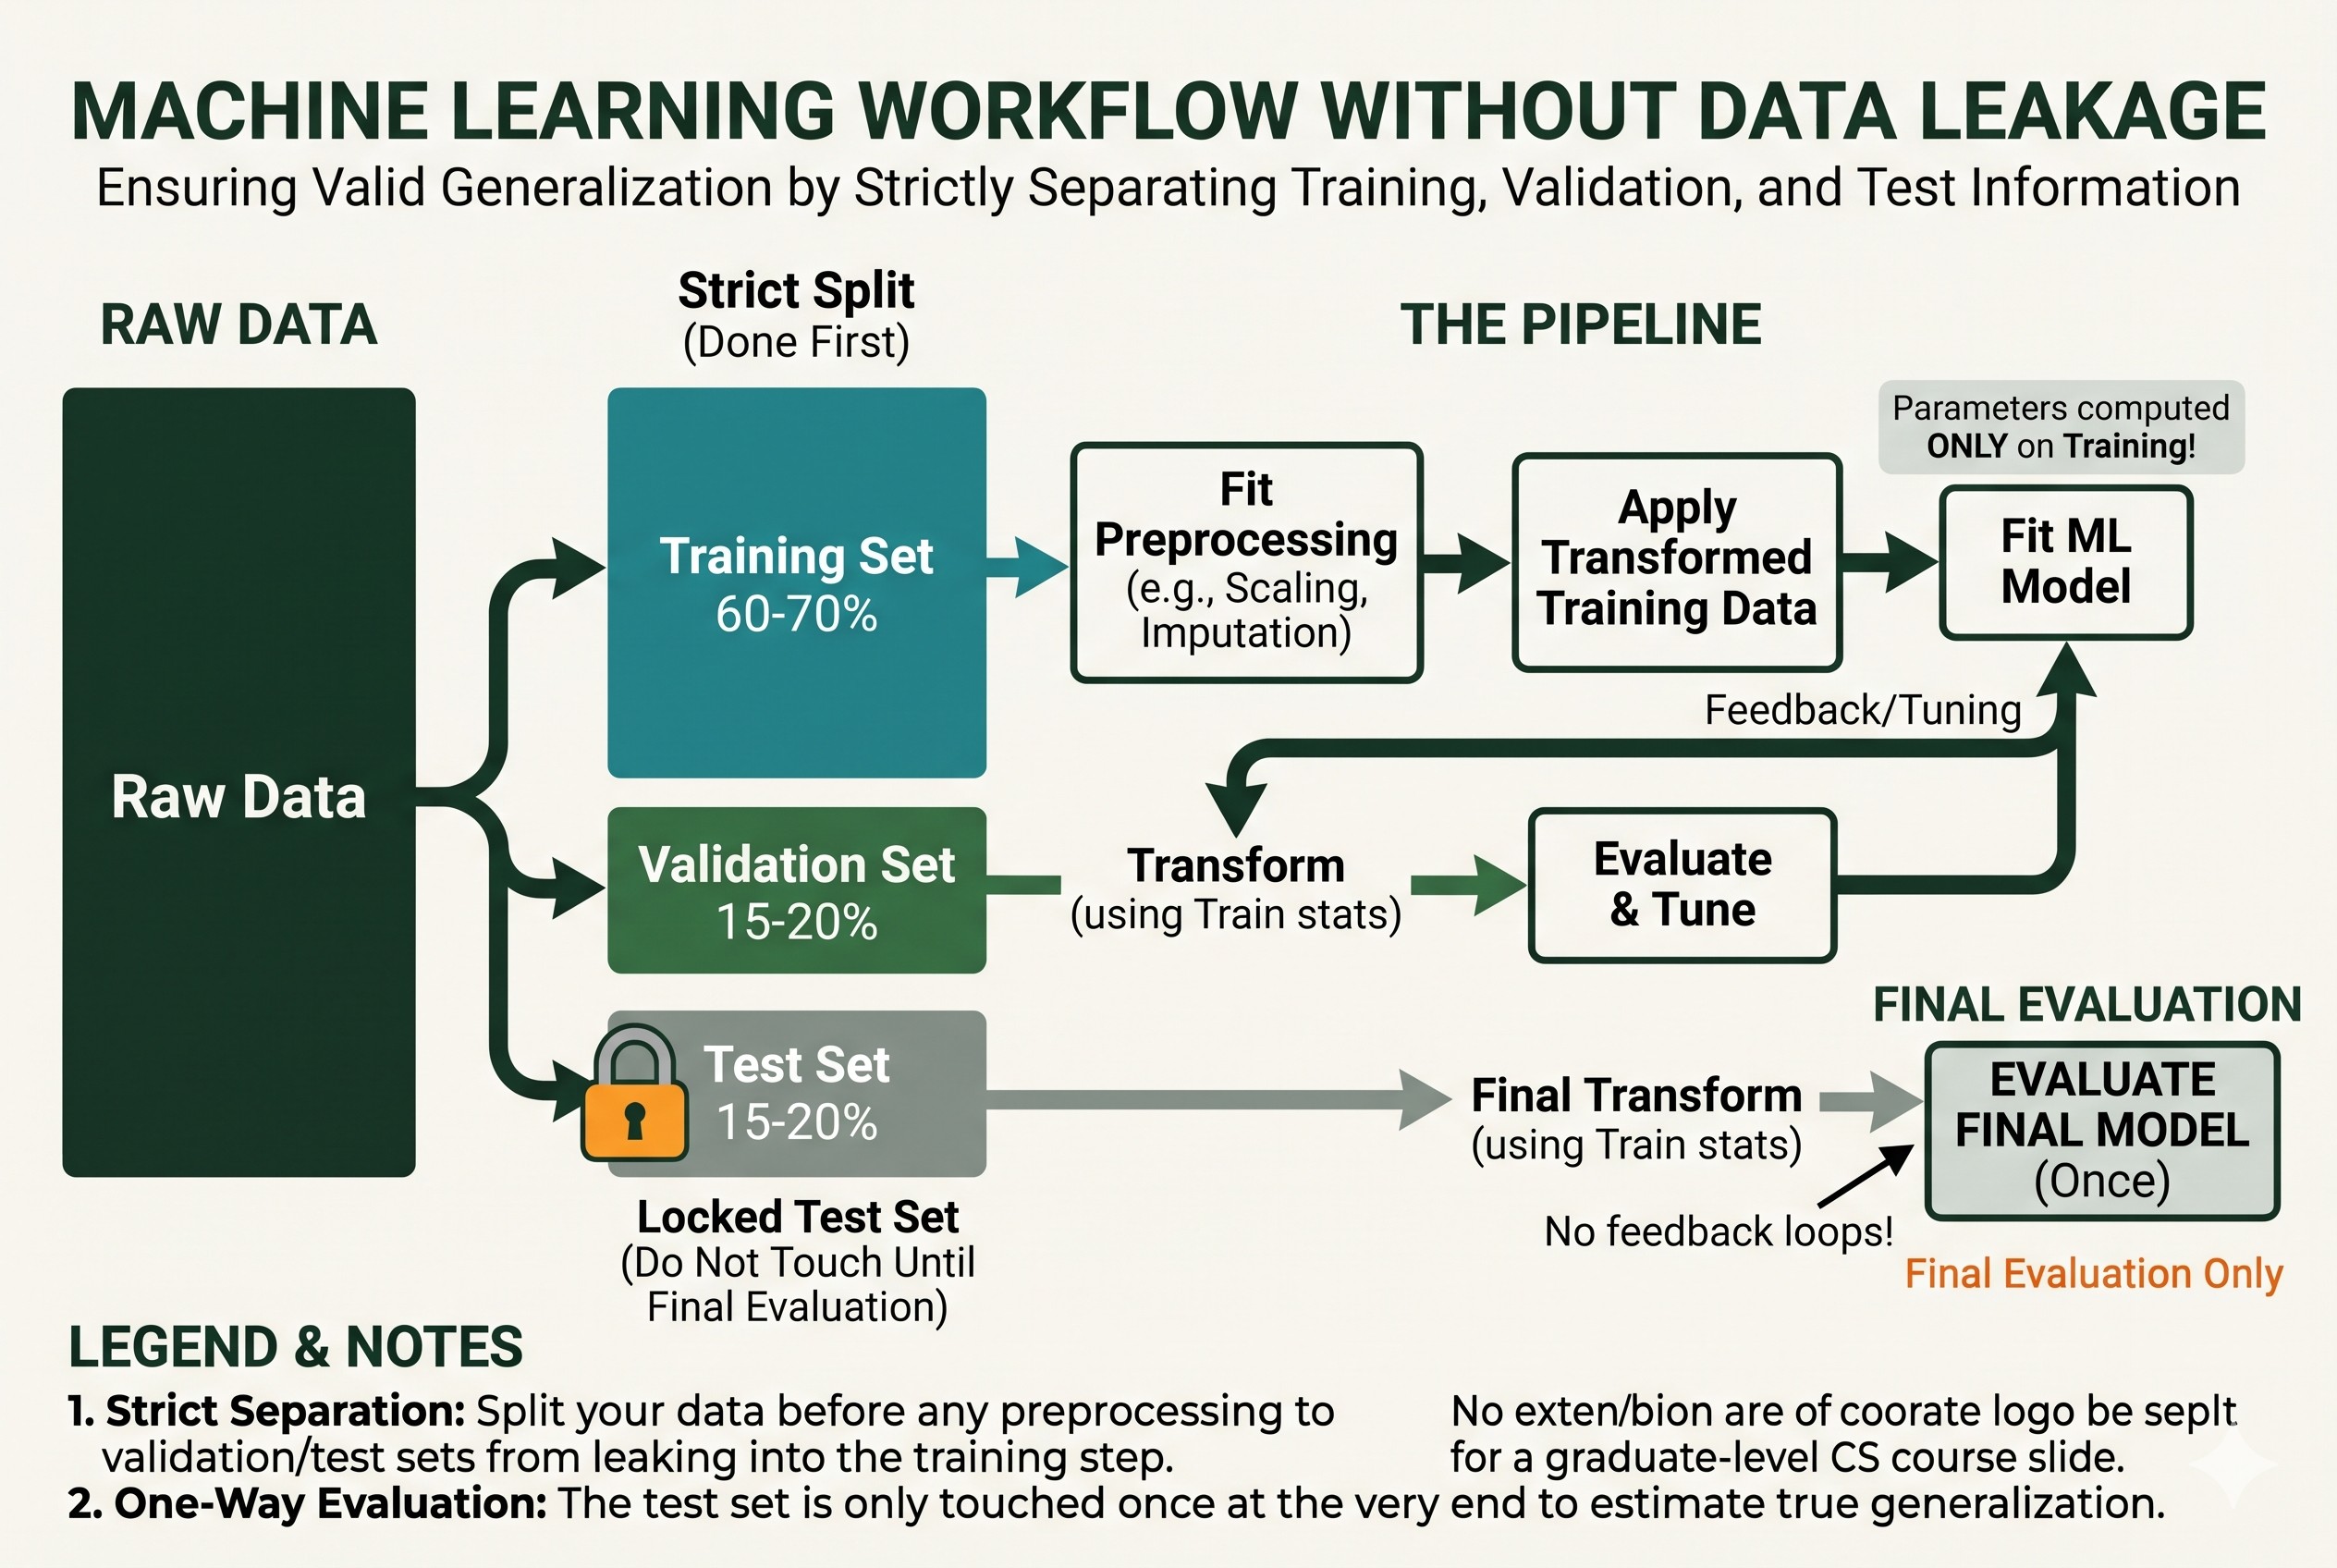 MACHINE LEARNING WORKFLOW WITHOUT DATA LEAKAGE
Ensuring Valid Generalization by Strictly Separating Training, Validation, and Test Information
RAW DATA
Raw Data
Strict Split
(Done First)
Training Set
60-70%
Validation Set
15-20%
Test Set
15-20%
Locked Test Set
(Do Not Touch Until
Final Evaluation)
THE PIPELINE
Fit
Preprocessing
(e.g., Scaling,
Imputation)
Apply
Transformed
Training Data
Parameters computed
ONLY on Training!
Fit ML
Model
Feedback/Tuning
Transform
(using Train stats)
Evaluate
& Tune
Final Transform
(using Train stats)
No feedback loops!
FINAL EVALUATION
EVALUATE
FINAL MODEL
(Once)
Final Evaluation Only
LEGEND & NOTES
1. Strict Separation: Split your data before any preprocessing to
validation/test sets from leaking into the training step.
2. One-Way Evaluation: The test set is only touched once at the very end to estimate true generalization.
No exten/bion are of coorate logo be seplt
for a graduate-level CS course slide.